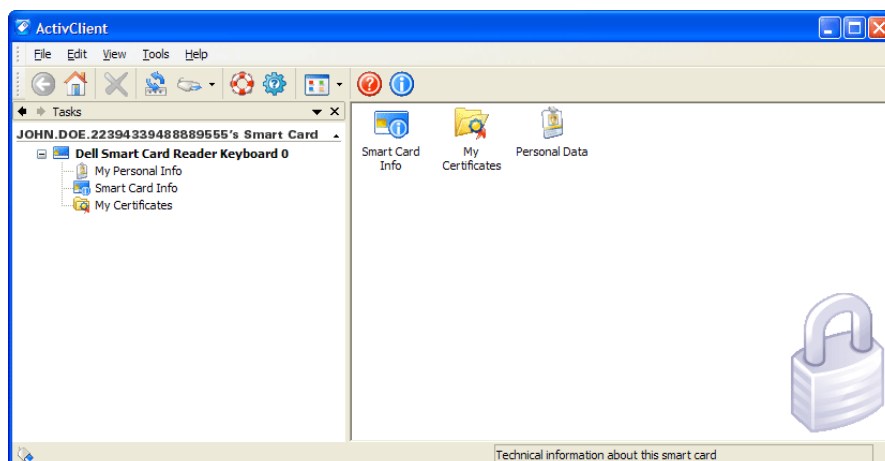 ActivClient
File Edit View Tools Help
Tasks
JOHN.DOE.22394339488889555's Smart Card
Dell Smart Card Reader Keyboard 0
My Personal Info
Smart Card Info
My Certificates
Smart Card Info
My Certificates
Personal Data
Technical information about this smart card